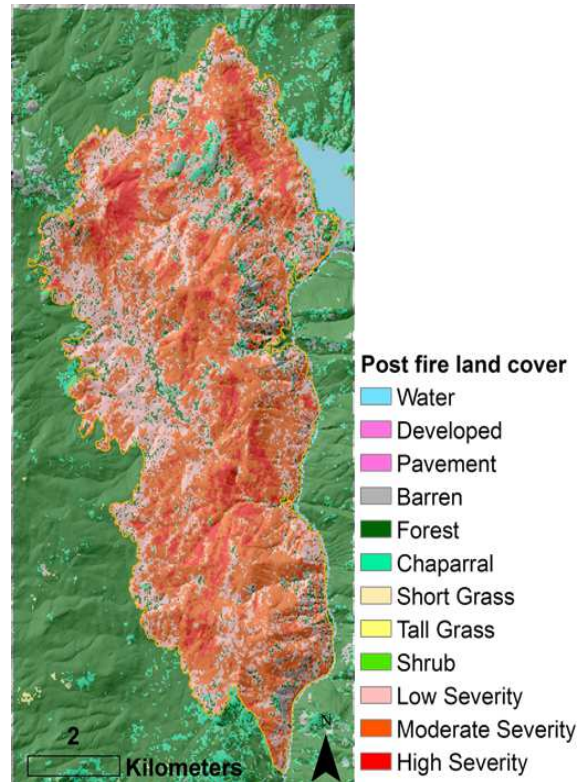 Post fire land cover
Water
Developed
Pavement
Barren
Forest
Chaparral
Short Grass
Tall Grass
Shrub
Low Severity
Moderate Severity
High Severity
2
Kilometers
N